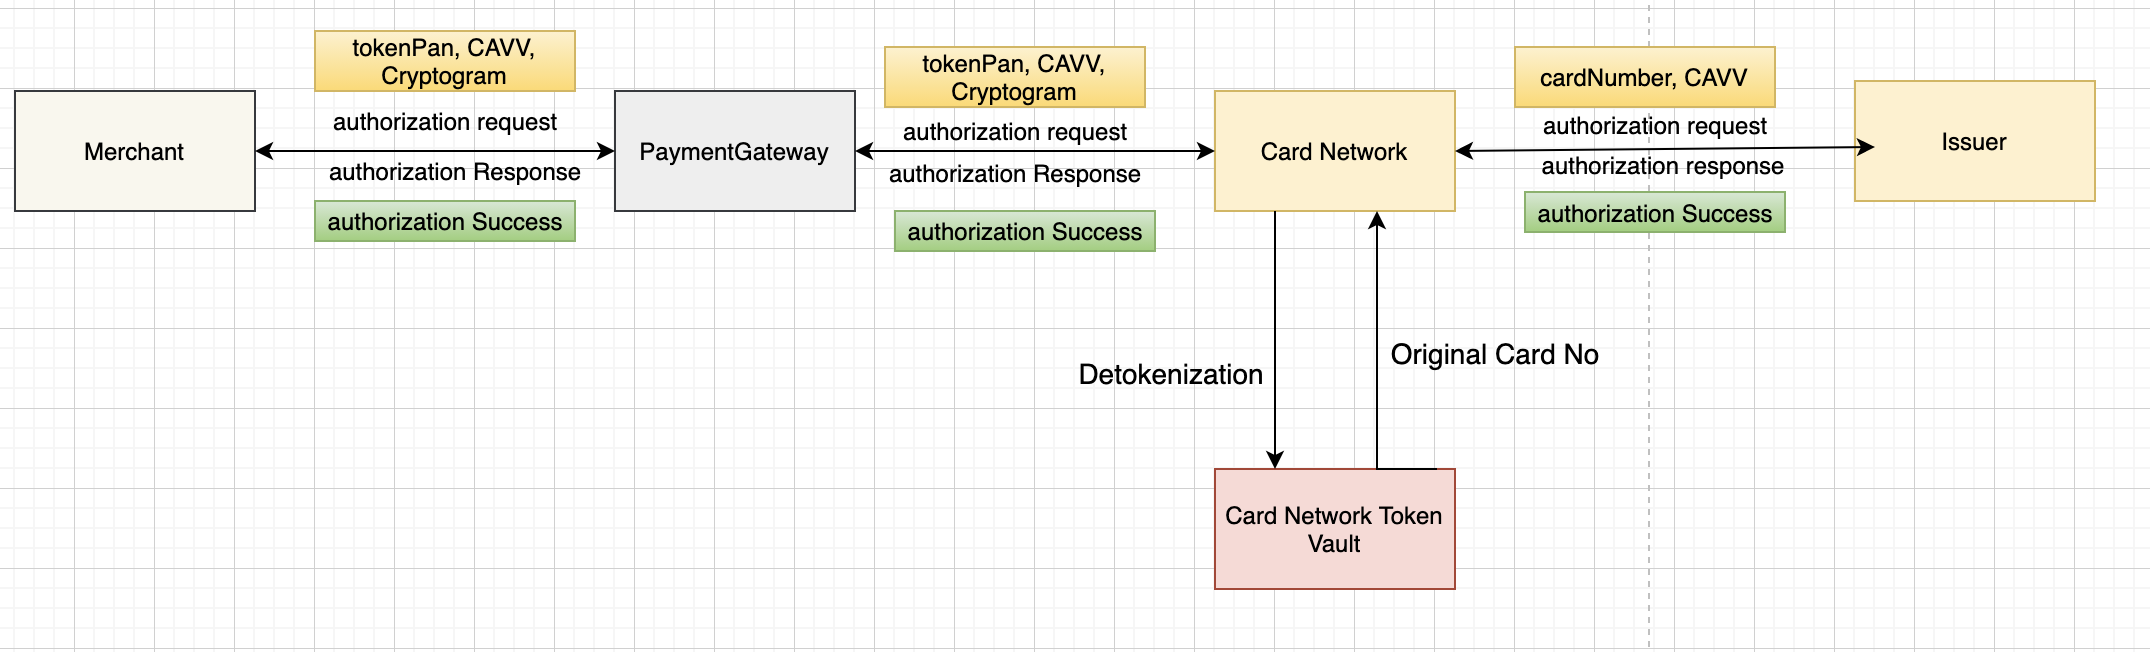 tokenPan, CAVV,
Cryptogram
tokenPan, CAVV,
Cryptogram
cardNumber, CAVV
Merchant
authorization request
authorization Response
authorization Success
PaymentGateway
authorization request
authorization Response
authorization Success
Card Network
authorization request
authorization response
authorization Success
Issuer
Detokenization
Original Card No
Card Network Token
Vault